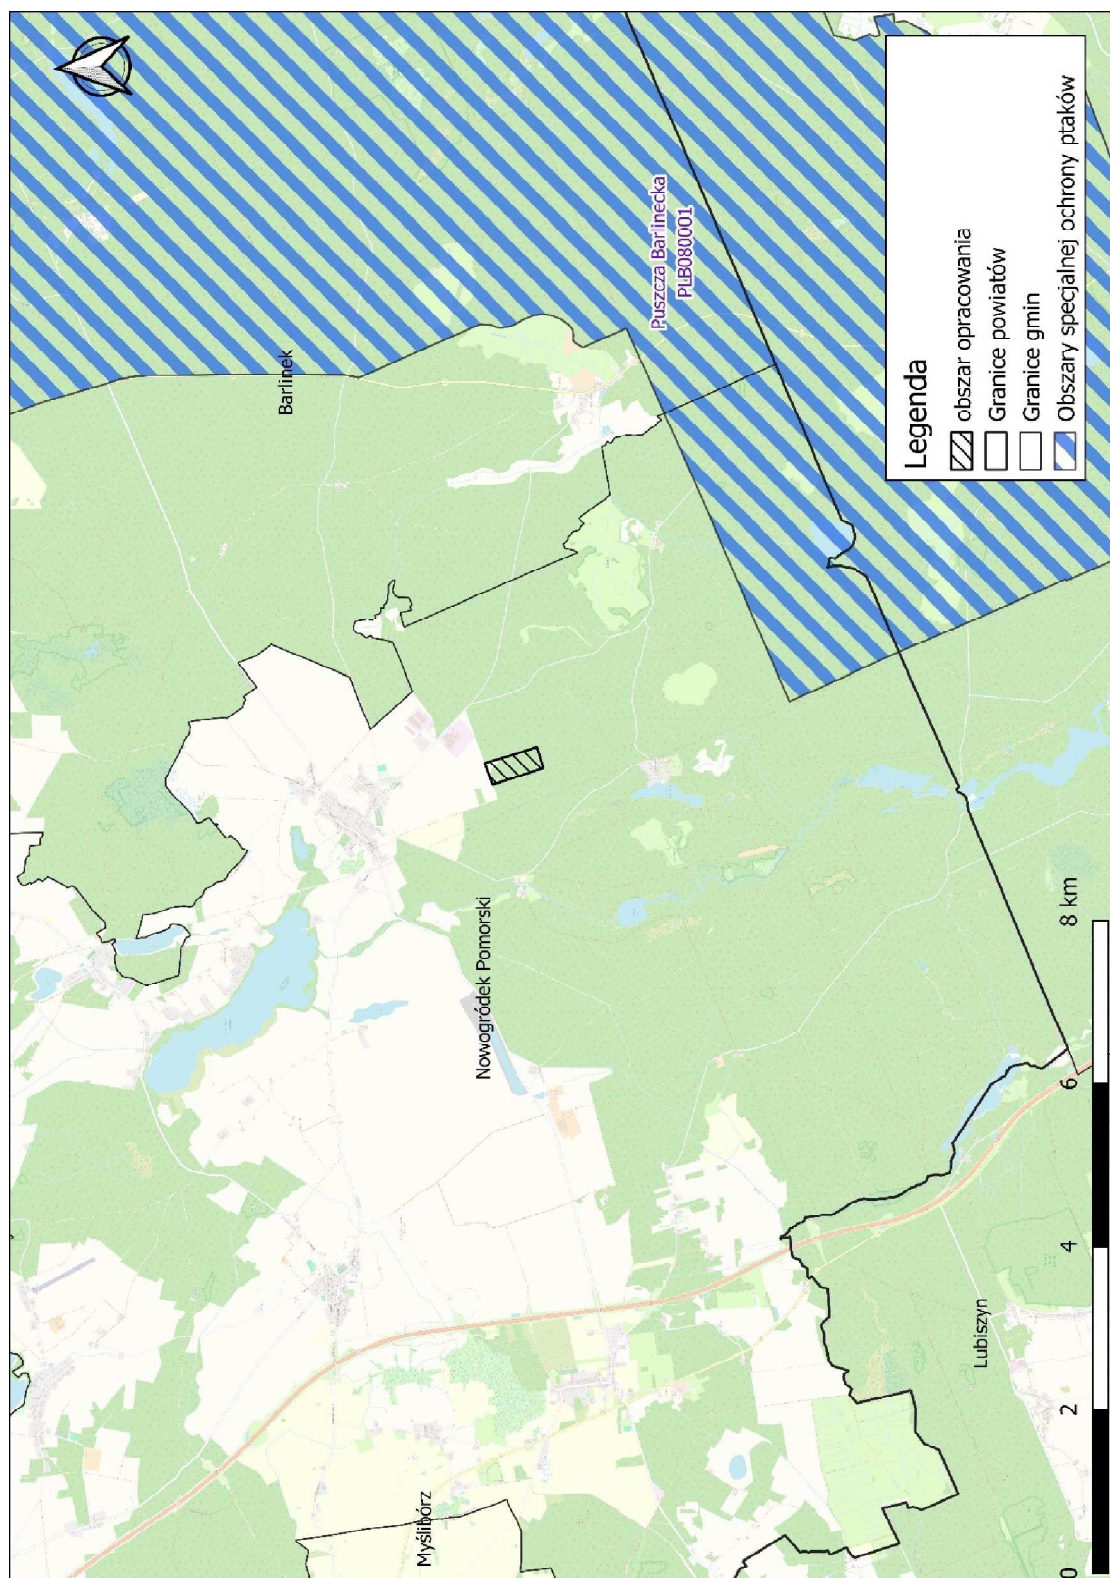 Barlinek
Puszcza Barlinecka
PLB080001
Nowogródek Pomorski
Myślibórz
Lubiszyn
Legenda
obszar opracowania
Granice powiatów
Granice gmin
Obszary specjalnej ochrony ptaków
0 2 4 6 8 km